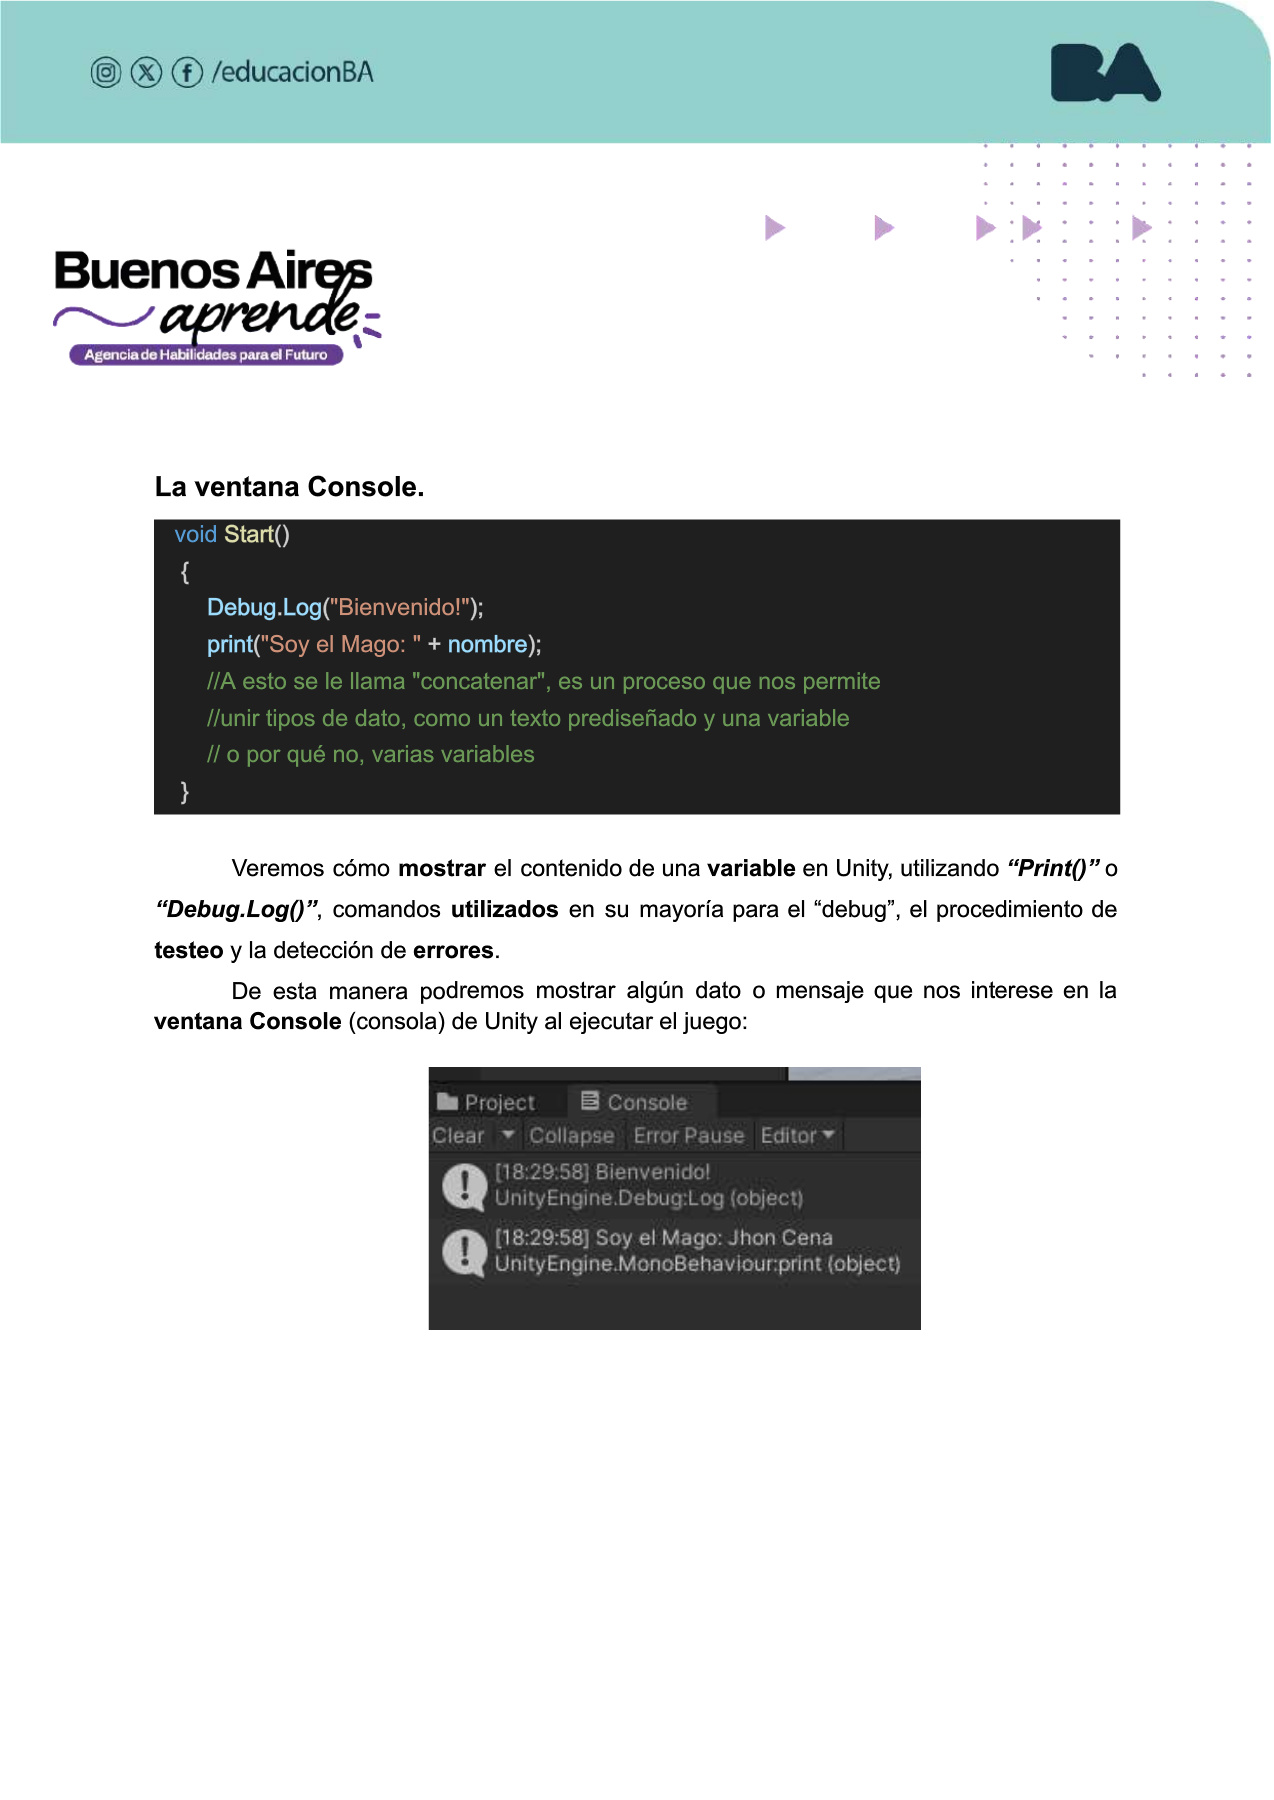 /educacionBA
BA
Buenos Aires
aprende
Agencia de Habilidades para el Futuro
La ventana Console.
void Start()
{
Debug.Log("Bienvenido!");
print("Soy el Mago: " + nombre);
//A esto se le llama "concatenar", es un proceso que nos permite
//unir tipos de dato, como un texto prediseñado y una variable
// o por qué no, varias variables
}
Veremos cómo mostrar el contenido de una variable en Unity, utilizando “Print()” o
“Debug.Log()”, comandos utilizados en su mayoría para el “debug”, el procedimiento de
testeo y la detección de errores.
De esta manera podremos mostrar algún dato o mensaje que nos interese en la
ventana Console (consola) de Unity al ejecutar el juego:
Project Console
Clear Collapse Error Pause Editor
[18:29:58] Bienvenido!
UnityEngine.Debug:Log (object)
[18:29:58] Soy el Mago: Jhon Cena
UnityEngine.MonoBehaviour:print (object)